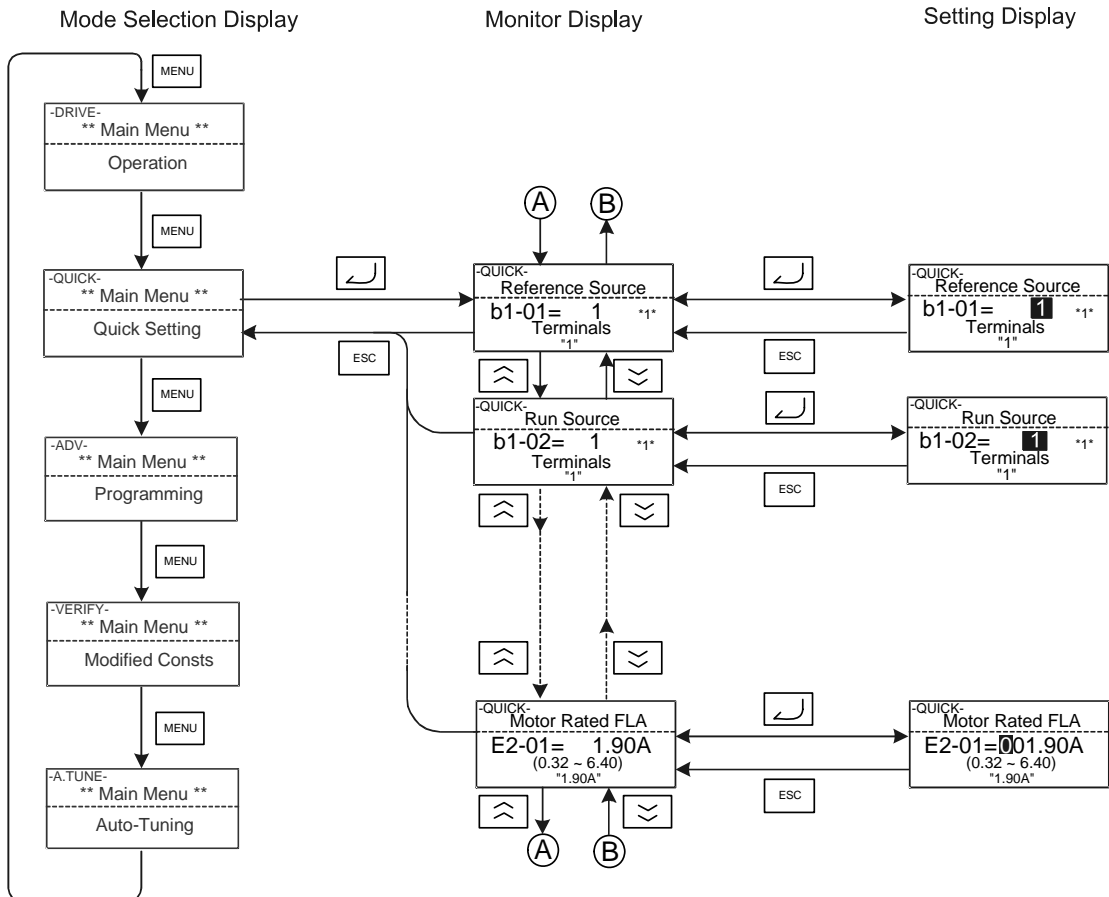 Mode Selection Display
Monitor Display
Setting Display
MENU
-DRIVE-
** Main Menu **
Operation
MENU
-QUICK-
** Main Menu **
Quick Setting
MENU
-ADV-
** Main Menu **
Programming
MENU
-VERIFY-
** Main Menu **
Modified Consts
MENU
-A.TUNE-
** Main Menu **
Auto-Tuning
ESC
A
B
-QUICK-
Reference Source
b1-01= 1 *1*
Terminals
"1"
-QUICK-
Run Source
b1-02= 1 *1*
Terminals
"1"
-QUICK-
Motor Rated FLA
E2-01= 1.90A
(0.32 ~ 6.40)
"1.90A"
A
B
ESC
ESC
ESC
-QUICK-
Reference Source
b1-01= 1 *1*
Terminals
"1"
-QUICK-
Run Source
b1-02= 1 *1*
Terminals
"1"
-QUICK-
Motor Rated FLA
E2-01=001.90A
(0.32 ~ 6.40)
"1.90A"